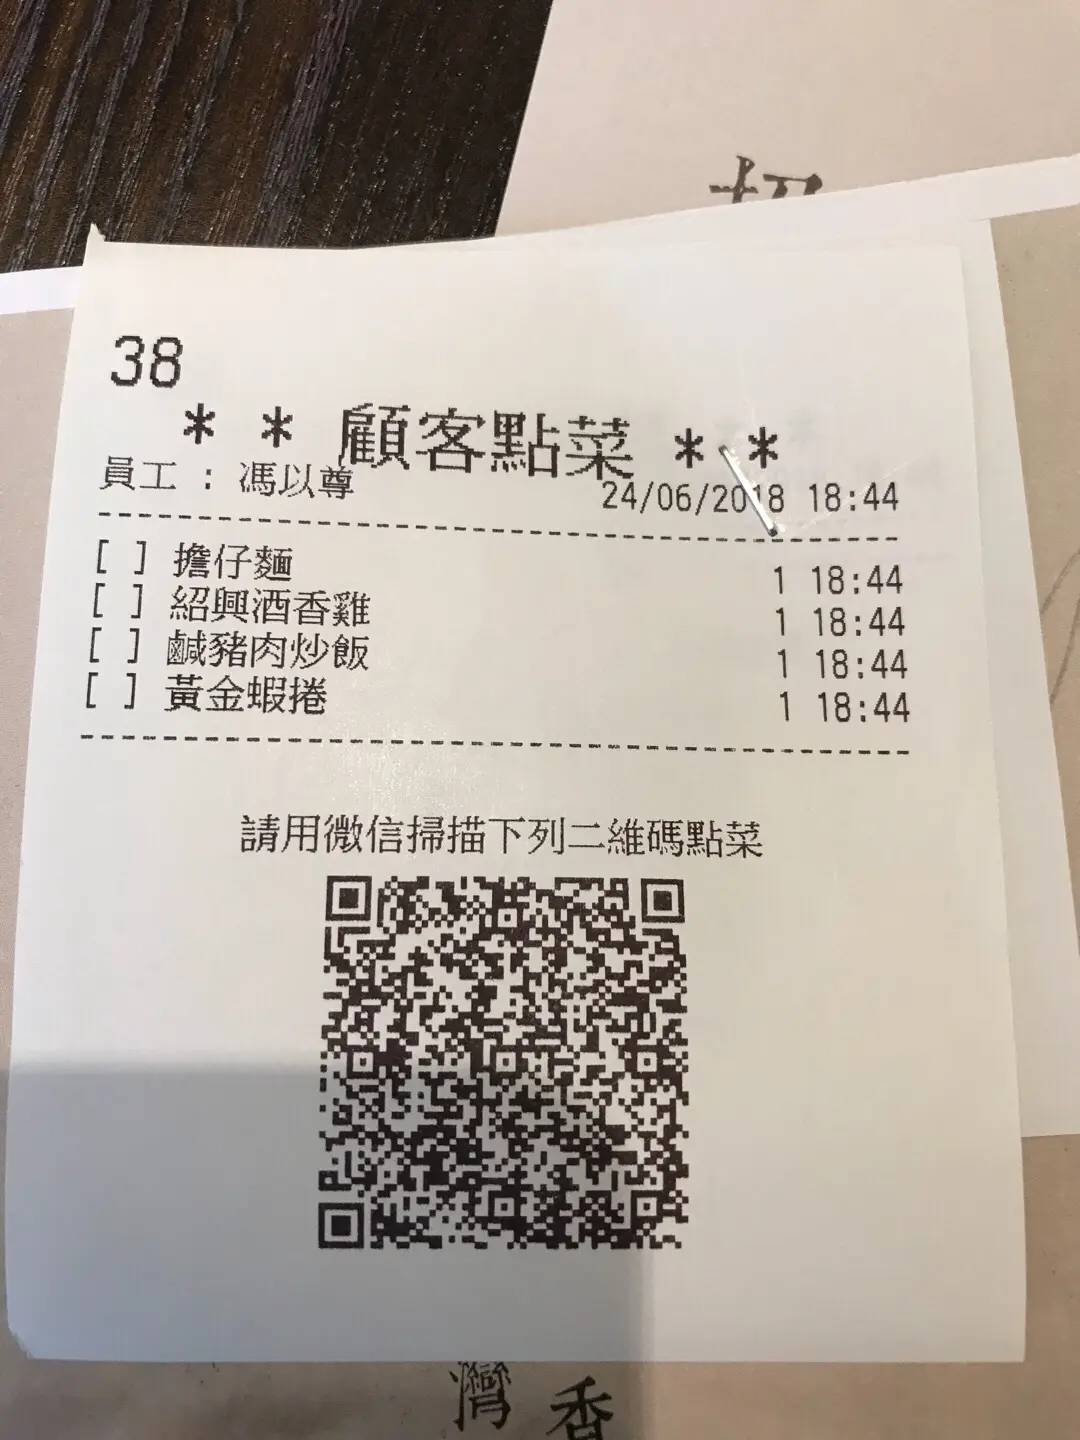 38
* * 顧客點菜 * *
員工 : 馮以尊
24/06/2018 18:44
[ ] 擔仔麵 1 18:44
[ ] 紹興酒香雞 1 18:44
[ ] 鹹豬肉炒飯 1 18:44
[ ] 黃金蝦捲 1 18:44
請用微信掃描下列二維碼點菜
灣香